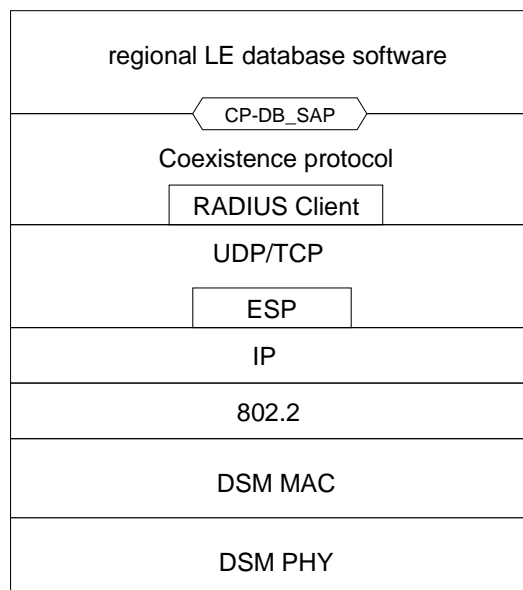 regional LE database software
CP-DB_SAP
Coexistence protocol
RADIUS Client
UDP/TCP
ESP
IP
802.2
DSM MAC
DSM PHY